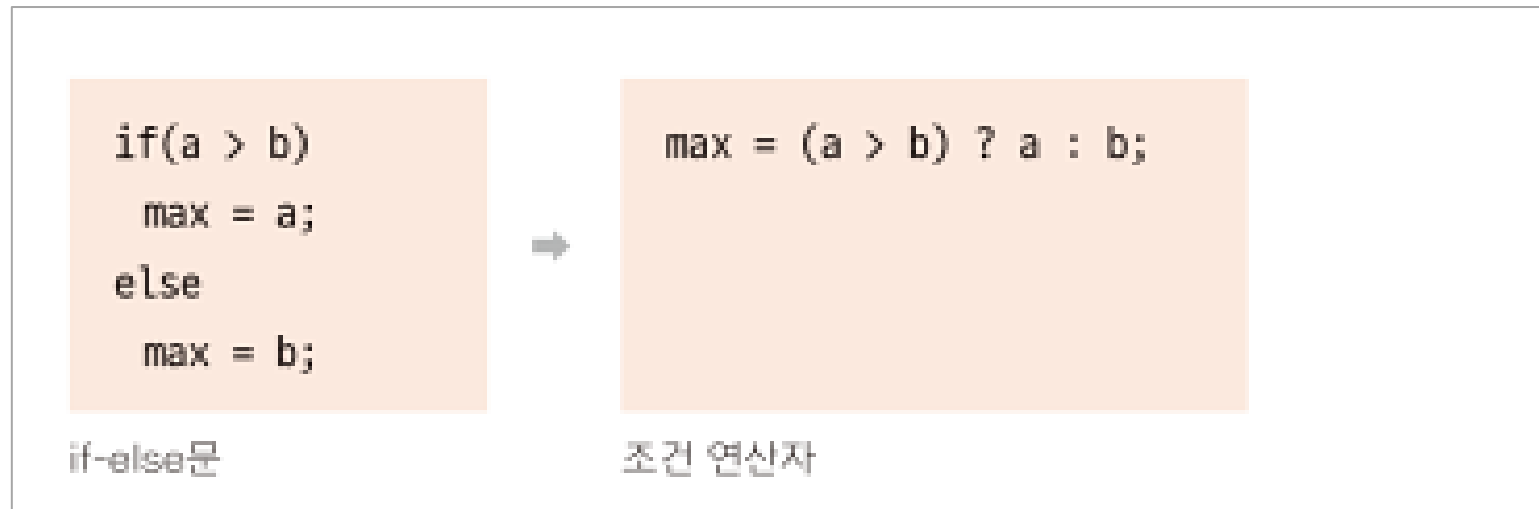 if(a > b)
max = a;
else
max = b;
if-else문
max = (a > b) ? a : b;
조건 연산자